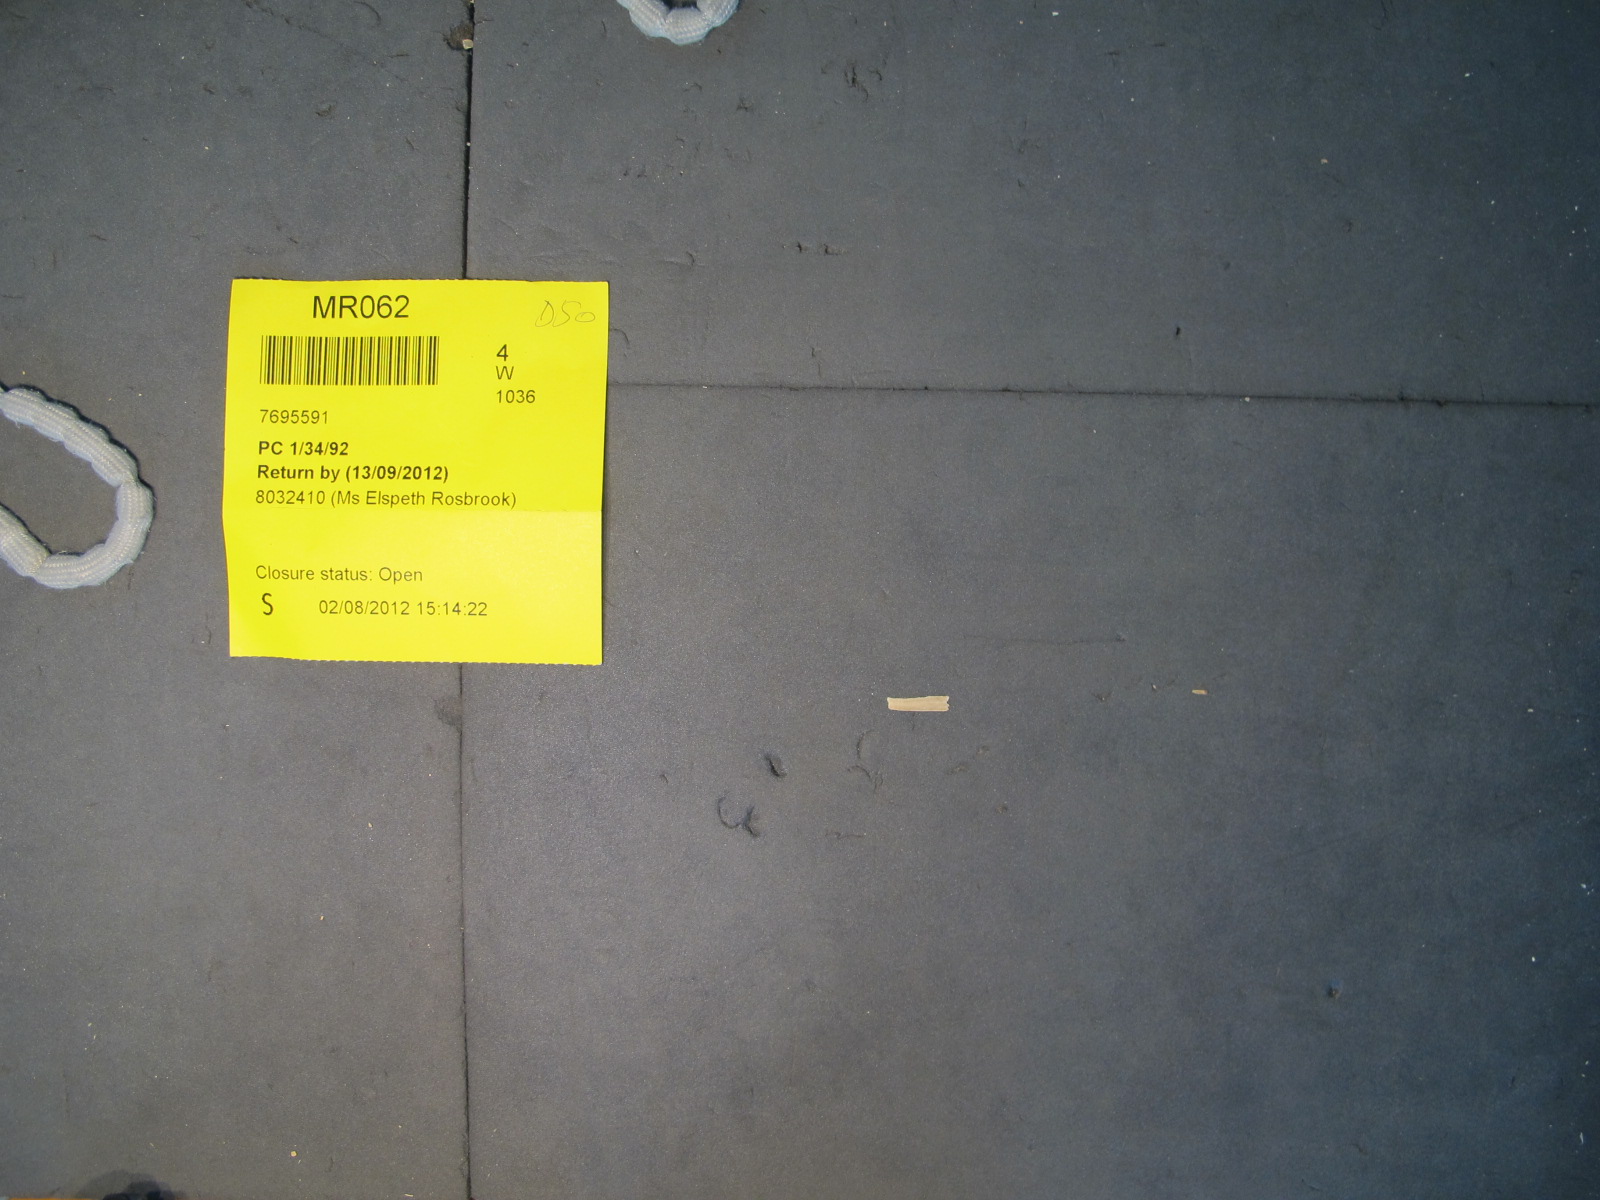 MR062
D50
4
W
1036
7695591
PC 1/34/92
Return by (13/09/2012)
8032410 (Ms Elspeth Rosbrook)
Closure status: Open
S 02/08/2012 15:14:22